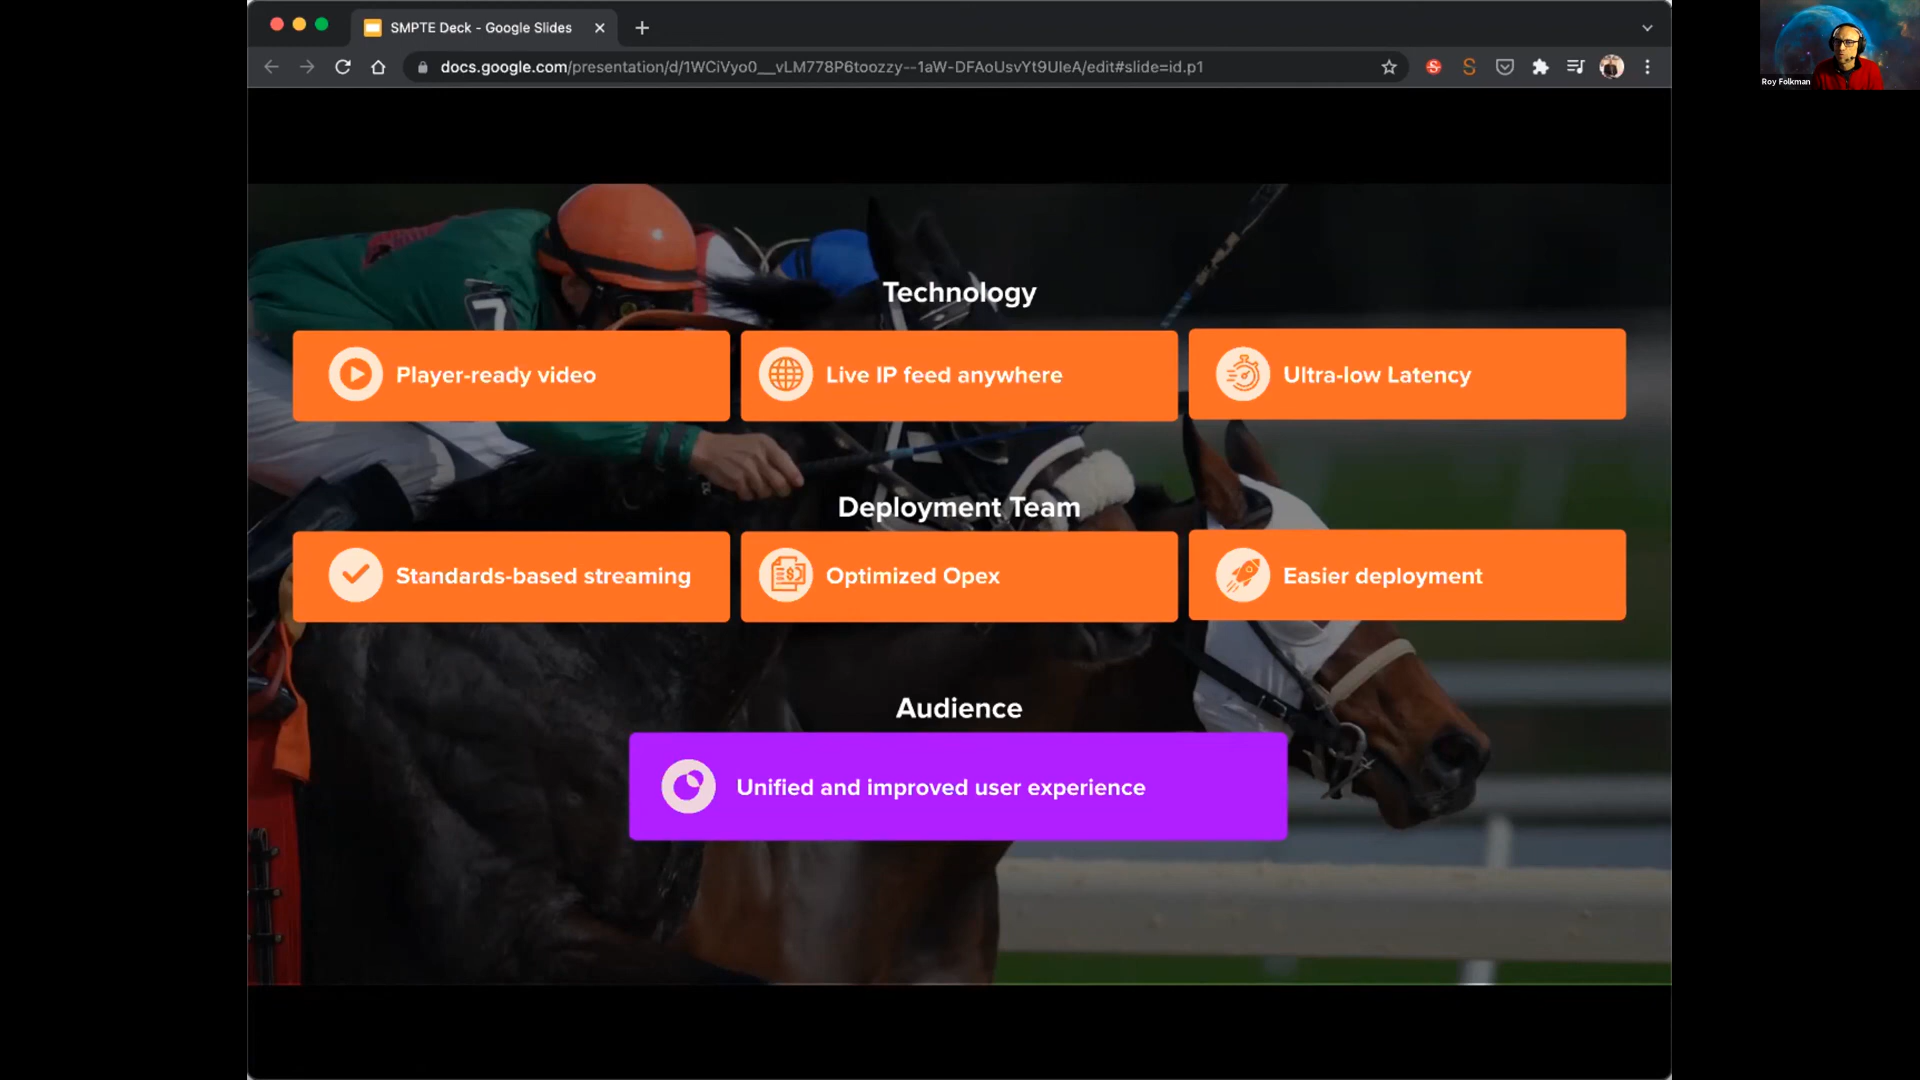 SMPTE Deck - Google Slides
docs.google.com/presentation/d/1WCiVyo0__vLM778P6toozzy--1aW-DFAoUsvYt9UIeA/edit#slide=id.p1
Roy Folkman
7
Technology
Player-ready video
Live IP feed anywhere
Ultra-low Latency
Deployment Team
Standards-based streaming
Optimized Opex
Easier deployment
Audience
Unified and improved user experience